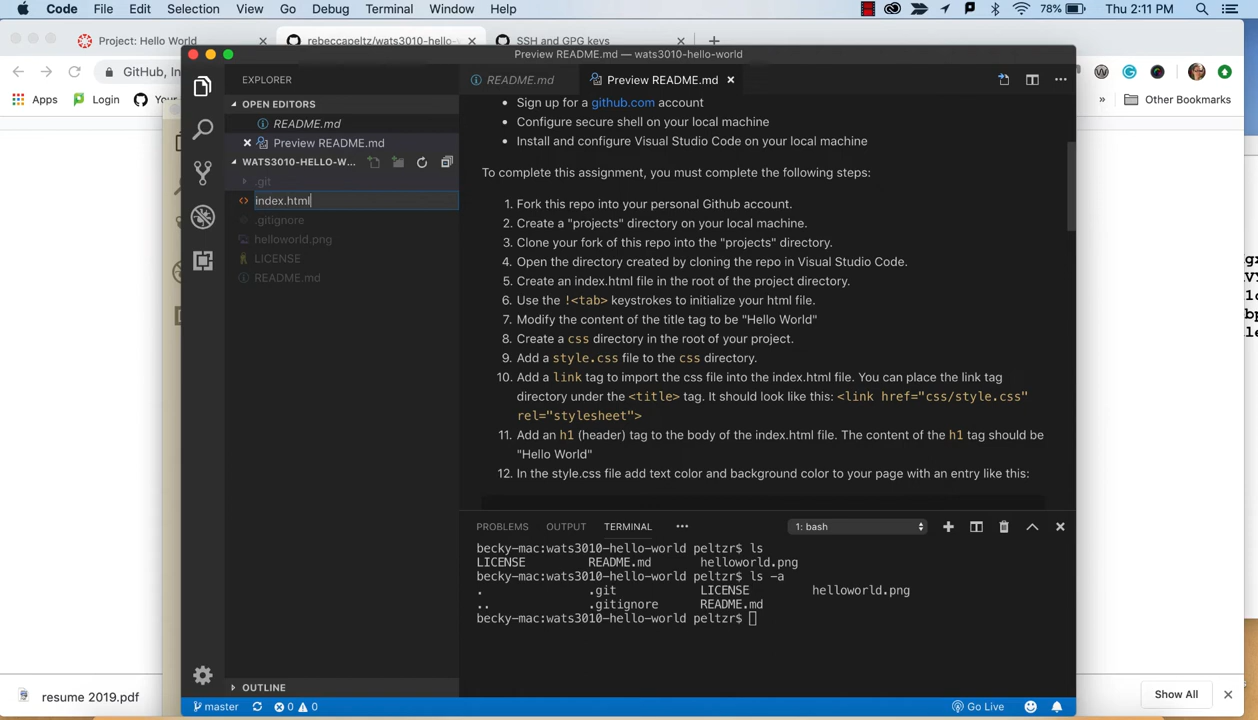 Code File Edit Selection View Go Debug Terminal Window Help 78% Thu 2:11 PM
Project: Hello World rebeccapeltz/wats3010-hello- SSH and GPG keys
Preview README.md — wats3010-hello-world
GitHub, In
Apps Login Your Other Bookmarks
EXPLORER
OPEN EDITORS
README.md
Preview README.md
WATS3010-HELLO-W...
.git
index.html
.gitignore
helloworld.png
LICENSE
README.md
OUTLINE
README.md Preview README.md
• Sign up for a github.com account
• Configure secure shell on your local machine
• Install and configure Visual Studio Code on your local machine
To complete this assignment, you must complete the following steps:
1. Fork this repo into your personal Github account.
2. Create a "projects" directory on your local machine.
3. Clone your fork of this repo into the "projects" directory.
4. Open the directory created by cloning the repo in Visual Studio Code.
5. Create an index.html file in the root of the project directory.
6. Use the !<tab> keystrokes to initialize your html file.
7. Modify the content of the title tag to be "Hello World"
8. Create a css directory in the root of your project.
9. Add a style.css file to the css directory.
10. Add a link tag to import the css file into the index.html file. You can place the link tag
directory under the <title> tag. It should look like this: <link href="css/style.css"
rel="stylesheet">
11. Add an h1 (header) tag to the body of the index.html file. The content of the h1 tag should be
"Hello World"
12. In the style.css file add text color and background color to your page with an entry like this:
PROBLEMS OUTPUT TERMINAL 1: bash
becky-mac:wats3010-hello-world peltzr$ ls
LICENSE README.md helloworld.png
becky-mac:wats3010-hello-world peltzr$ ls -a
. .git LICENSE helloworld.png
.. .gitignore README.md
becky-mac:wats3010-hello-world peltzr$
master 0 0 Go Live
resume 2019.pdf Show All